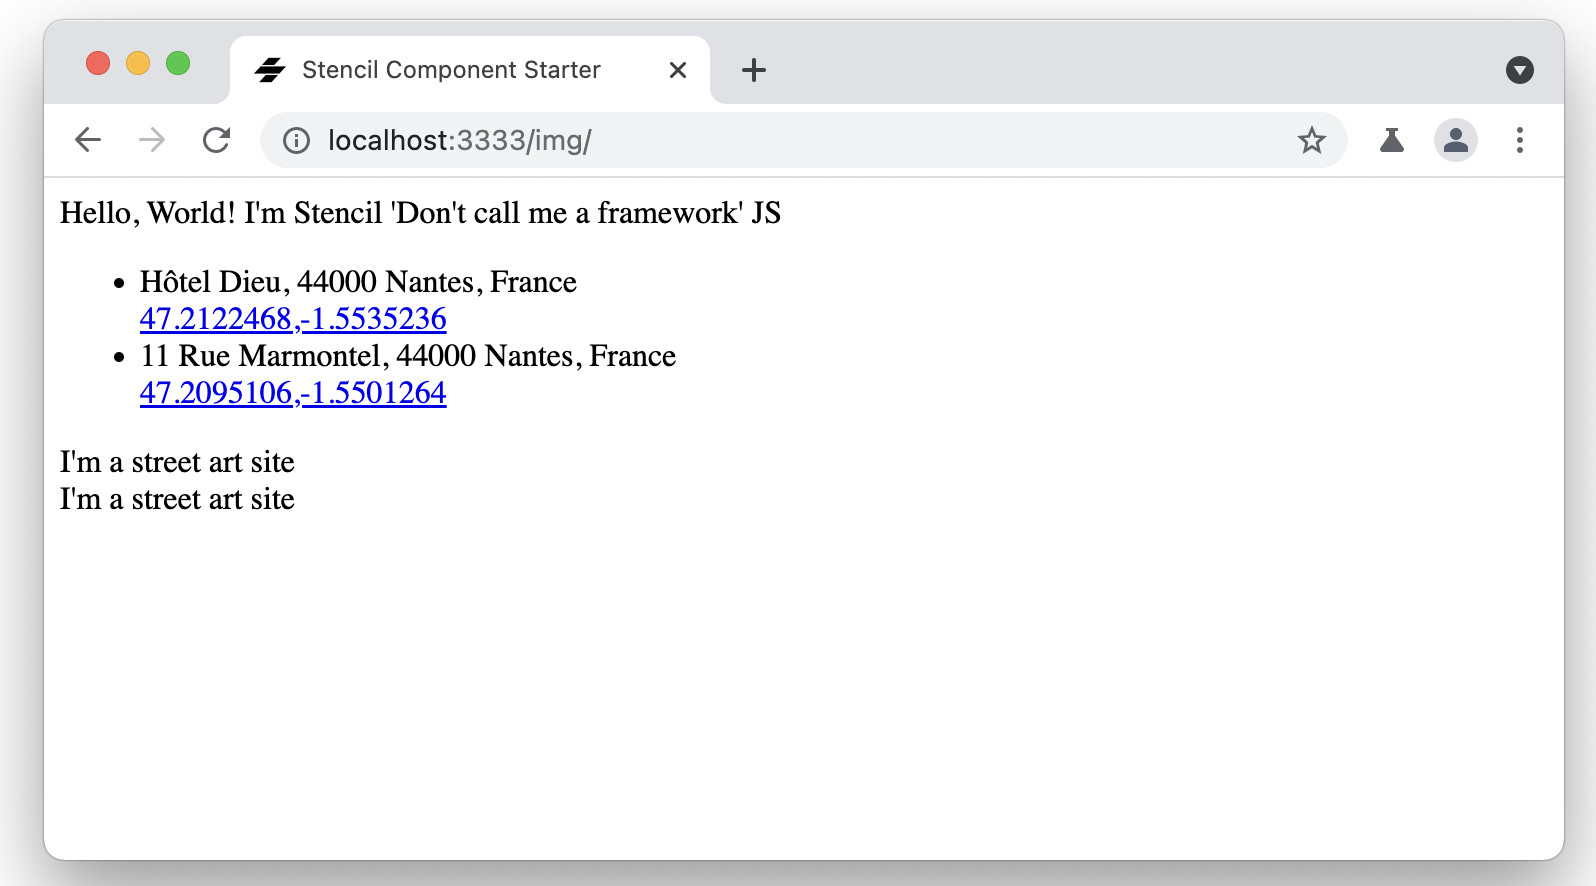 Stencil Component Starter
localhost:3333/img/
Hello, World! I'm Stencil 'Don't call me a framework' JS
Hôtel Dieu, 44000 Nantes, France
47.2122468,-1.5535236
11 Rue Marmontel, 44000 Nantes, France
47.2095106,-1.5501264
I'm a street art site
I'm a street art site